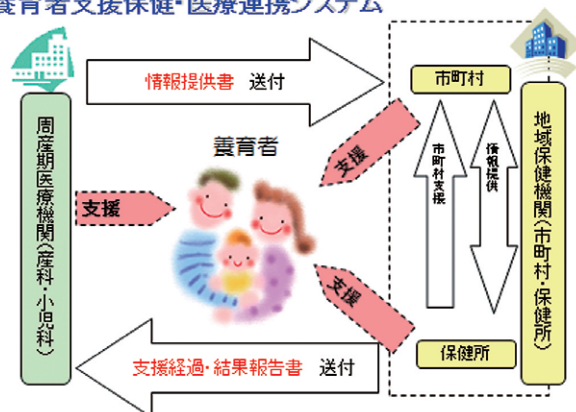 養育者支援保健・医療連携システム
情報提供書 送付
市町村
周産期医療機関(産科・小児科)
養育者
支援
支援
市町村支援
情報提供
地域保健機関(市町村・保健所)
支援
保健所
支援経過・結果報告書 送付